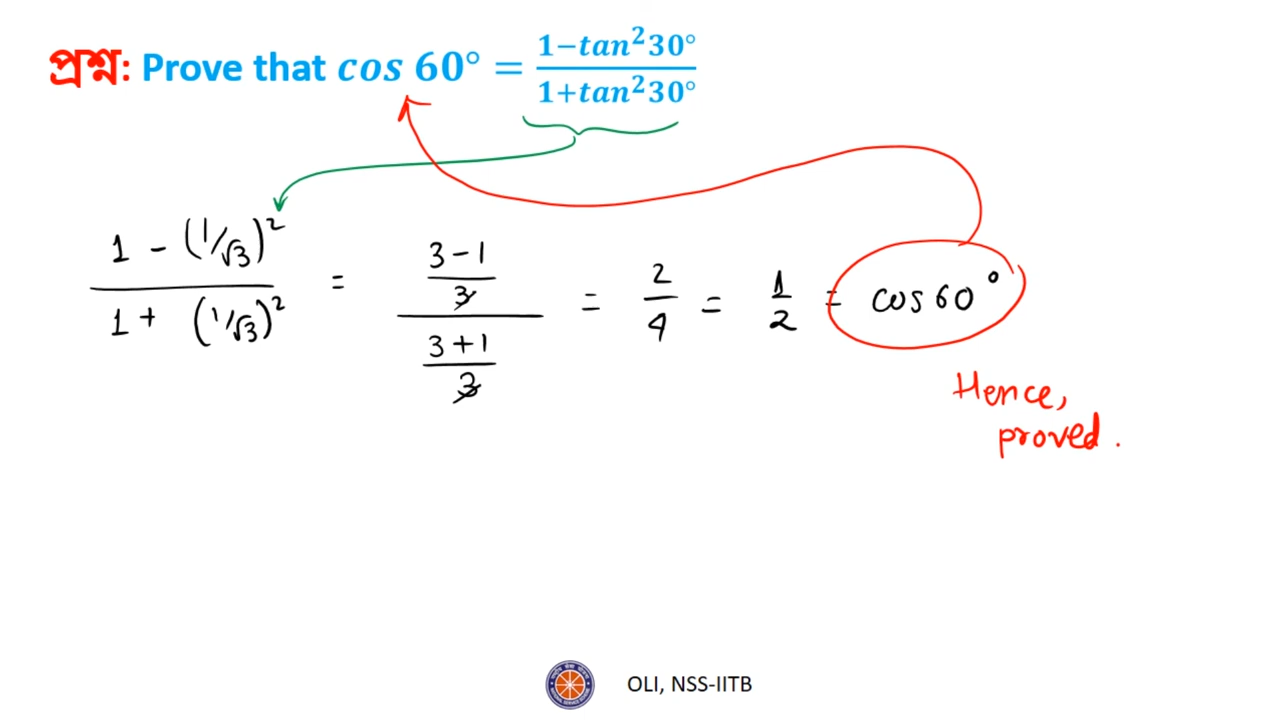 প্রশ্ন: Prove that cos 60° = (1−tan²30°)/(1+tan²30°)
(1 − (1/√3)²)/(1 + (1/√3)²) = ((3−1)/3)/((3+1)/3) = 2/4 = 1/2 = cos 60°
Hence,
proved.
OLI, NSS-IITB